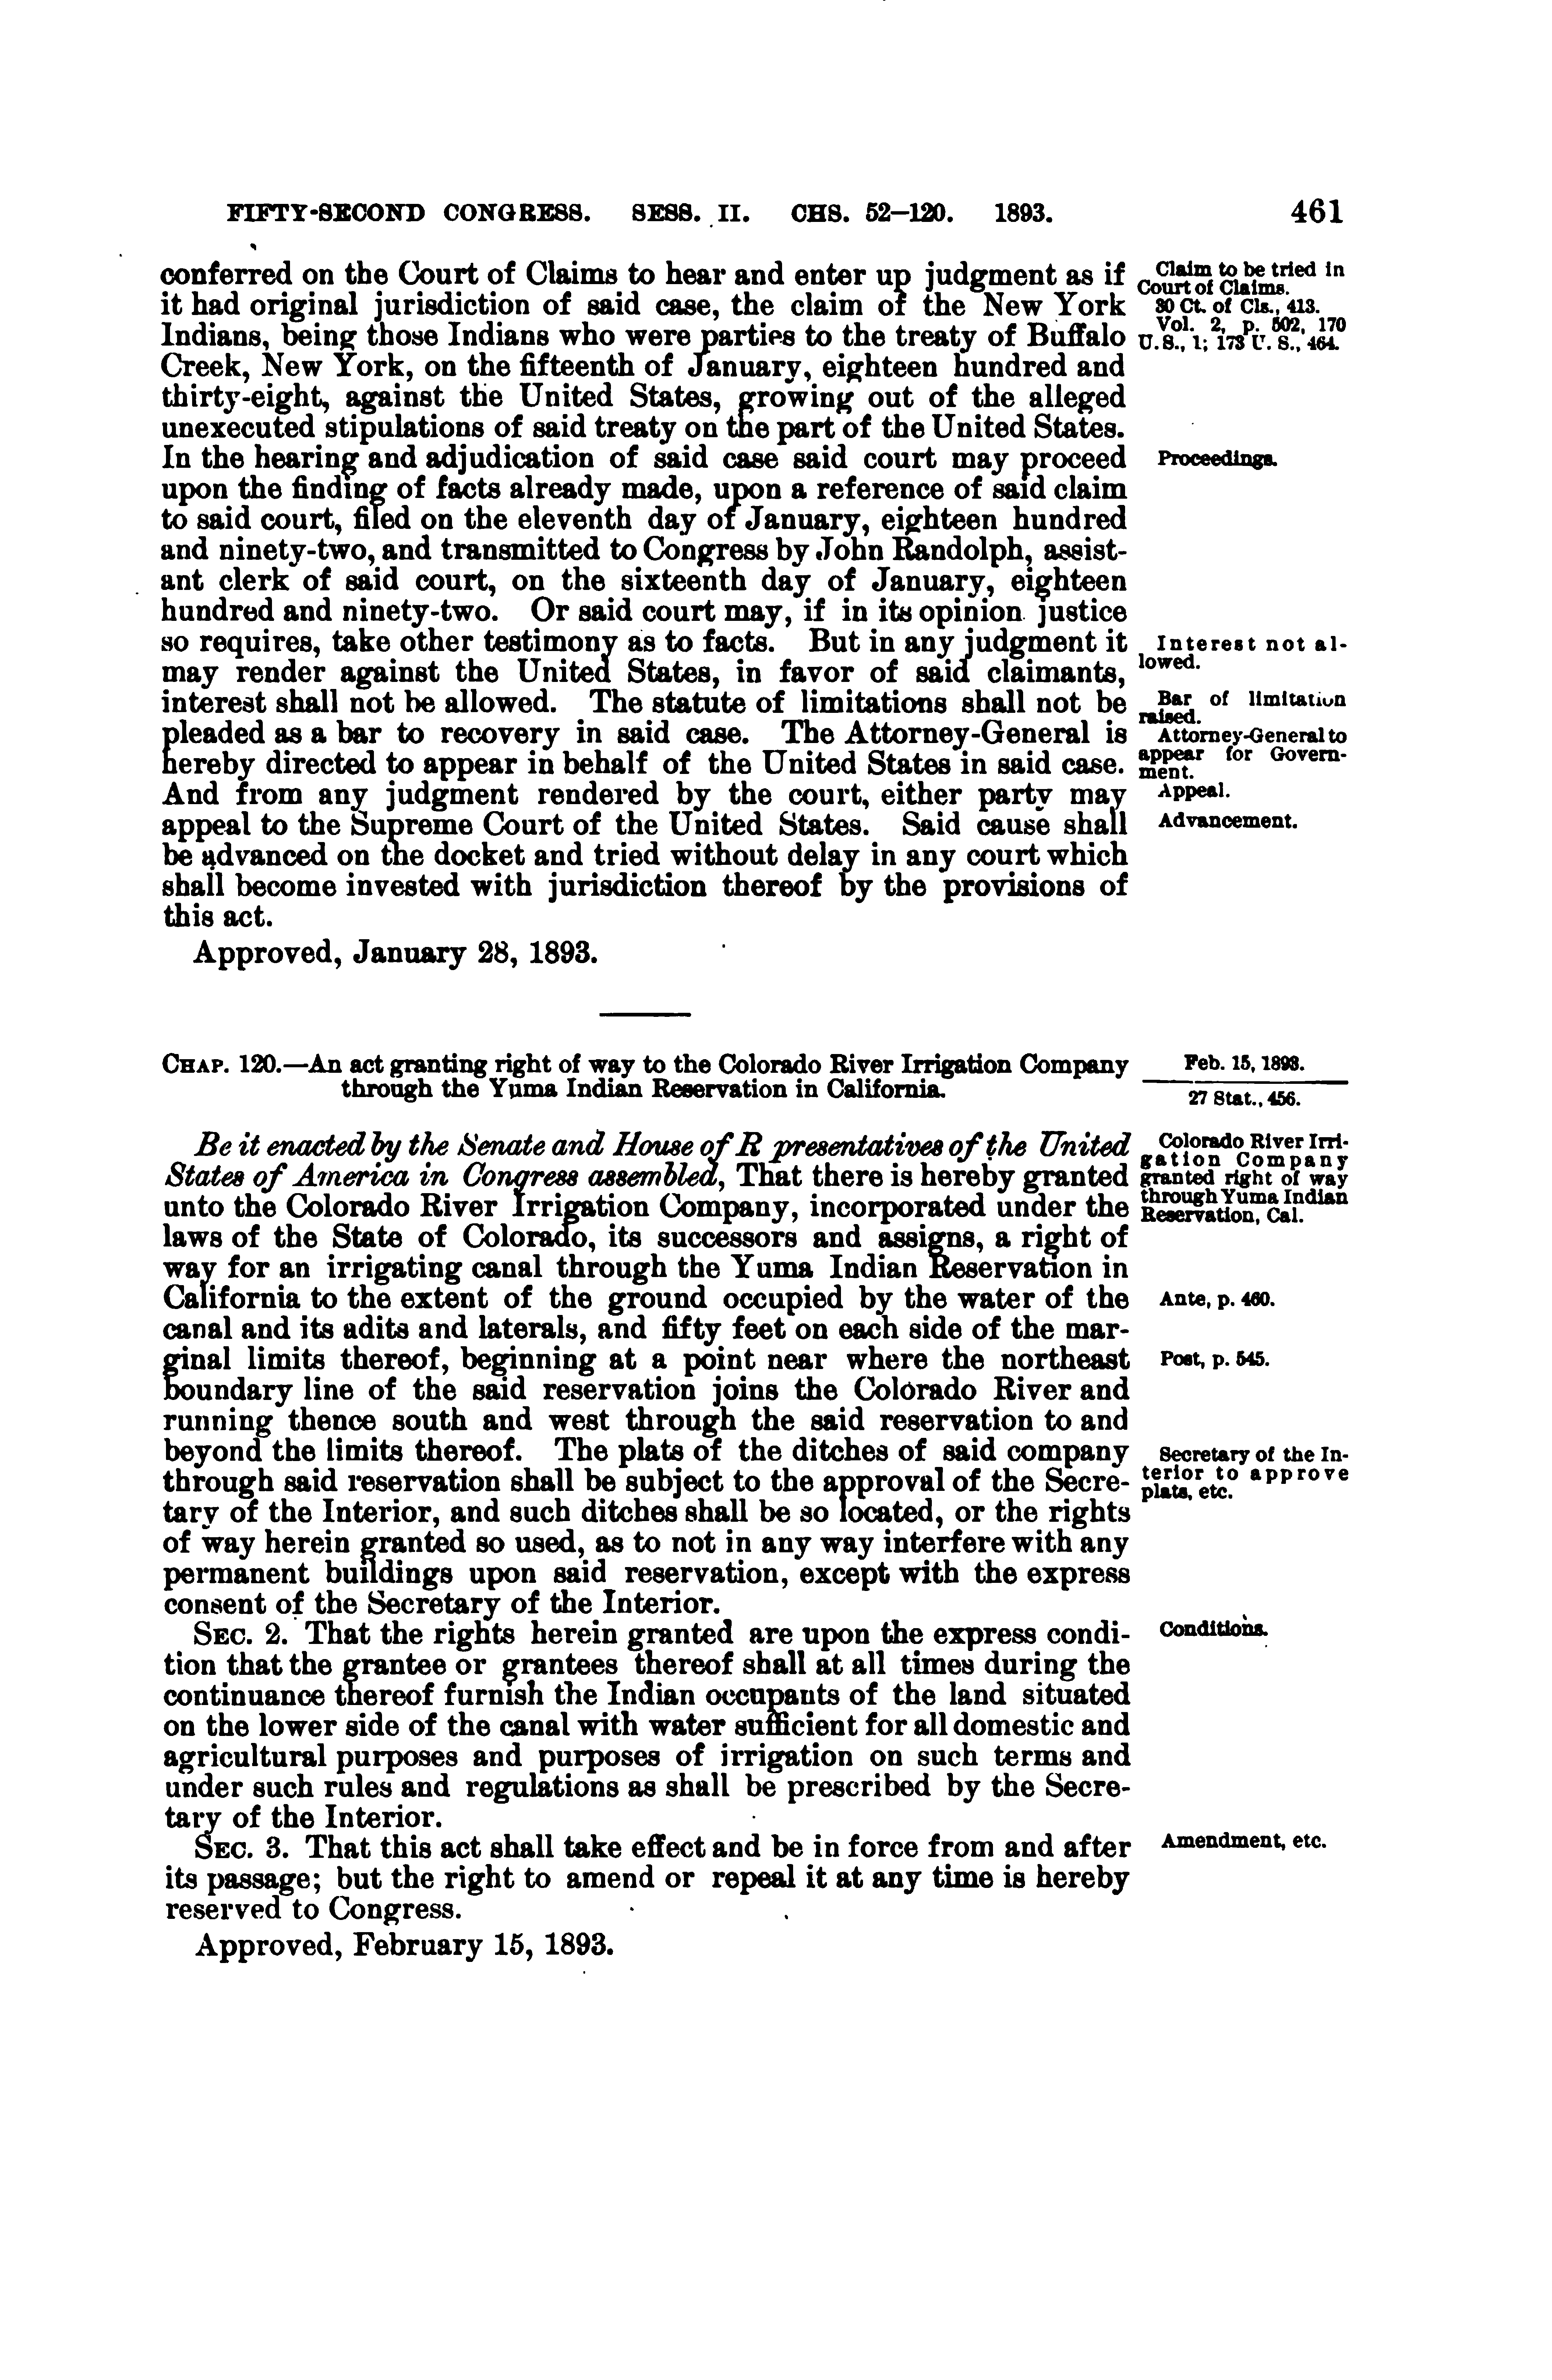 FIFTY-SECOND CONGRESS. SESS. II. CHS. 52–120. 1893. 461
conferred on the Court of Claims to hear and enter up judgment as if
it had original jurisdiction of said case, the claim of the New York
Indians, being those Indians who were parties to the treaty of Buffalo
Creek, New York, on the fifteenth of January, eighteen hundred and
thirty-eight, against the United States, growing out of the alleged
unexecuted stipulations of said treaty on the part of the United States.
In the hearing and adjudication of said case said court may proceed
upon the finding of facts already made, upon a reference of said claim
to said court, filed on the eleventh day of January, eighteen hundred
and ninety-two, and transmitted to Congress by John Randolph, assist-
ant clerk of said court, on the sixteenth day of January, eighteen
hundred and ninety-two. Or said court may, if in its opinion justice
so requires, take other testimony as to facts. But in any judgment it
may render against the United States, in favor of said claimants,
interest shall not be allowed. The statute of limitations shall not be
pleaded as a bar to recovery in said case. The Attorney-General is
hereby directed to appear in behalf of the United States in said case.
And from any judgment rendered by the court, either party may
appeal to the Supreme Court of the United States. Said cause shall
be advanced on the docket and tried without delay in any court which
shall become invested with jurisdiction thereof by the provisions of
this act.
Approved, January 28, 1893.
Claim to be tried in
Court of Claims.
30 Ct. of Cls., 413.
Vol. 2, p. 502, 170
U.S., 1; 173 U. S., 464.
Proceedings.
Interest not al-
lowed.
Bar of limitation
raised.
Attorney-General to
appear for Govern-
ment.
Appeal.
Advancement.
CHAP. 120.—An act granting right of way to the Colorado River Irrigation Company
through the Yuma Indian Reservation in California.
Feb. 15, 1893.
27 Stat., 456.
Be it enacted by the Senate and House of R presentatives of the United
States of America in Congress assembled, That there is hereby granted
unto the Colorado River Irrigation Company, incorporated under the
laws of the State of Colorado, its successors and assigns, a right of
way for an irrigating canal through the Yuma Indian Reservation in
California to the extent of the ground occupied by the water of the
canal and its adits and laterals, and fifty feet on each side of the mar-
ginal limits thereof, beginning at a point near where the northeast
boundary line of the said reservation joins the Colorado River and
running thence south and west through the said reservation to and
beyond the limits thereof. The plats of the ditches of said company
through said reservation shall be subject to the approval of the Secre-
tary of the Interior, and such ditches shall be so located, or the rights
of way herein granted so used, as to not in any way interfere with any
permanent buildings upon said reservation, except with the express
consent of the Secretary of the Interior.
SEC. 2. That the rights herein granted are upon the express condi-
tion that the grantee or grantees thereof shall at all times during the
continuance thereof furnish the Indian occupants of the land situated
on the lower side of the canal with water sufficient for all domestic and
agricultural purposes and purposes of irrigation on such terms and
under such rules and regulations as shall be prescribed by the Secre-
tary of the Interior.
SEC. 3. That this act shall take effect and be in force from and after
its passage; but the right to amend or repeal it at any time is hereby
reserved to Congress.
Approved, February 15, 1893.
Colorado River Irri-
gation Company
granted right of way
through Yuma Indian
Reservation, Cal.
Ante, p. 460.
Post, p. 545.
Secretary of the In-
terior to approve
plats, etc.
Conditions.
Amendment, etc.